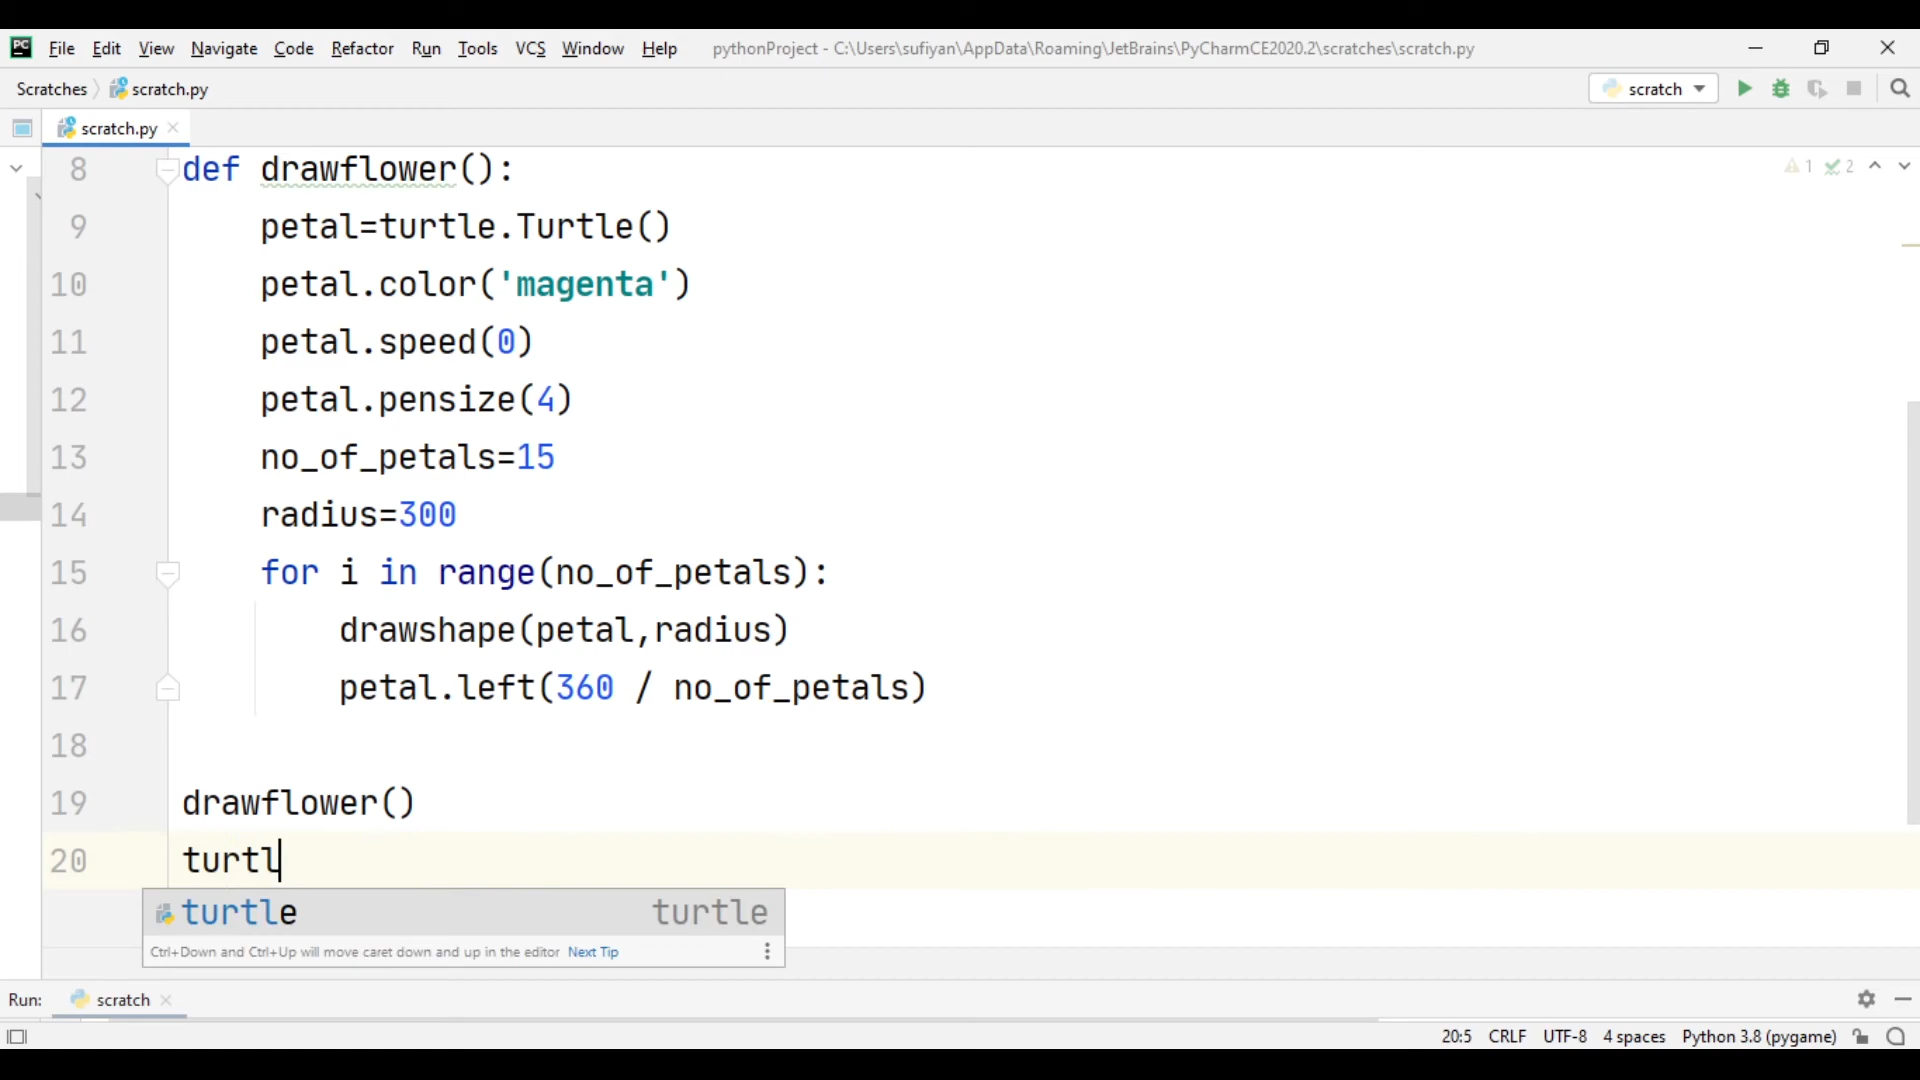 PC File Edit View Navigate Code Refactor Run Tools VCS Window Help pythonProject - C:\Users\sufiyan\AppData\Roaming\JetBrains\PyCharmCE2020.2\scratches\scratch.py
Scratches scratch.py scratch
scratch.py
8 def drawflower(): 1 2
9 petal=turtle.Turtle()
10 petal.color('magenta')
11 petal.speed(0)
12 petal.pensize(4)
13 no_of_petals=15
14 radius=300
15 for i in range(no_of_petals):
16 drawshape(petal,radius)
17 petal.left(360 / no_of_petals)
18
19 drawflower()
20 turtl
turtle turtle
Ctrl+Down and Ctrl+Up will move caret down and up in the editor Next Tip
Run: scratch
20:5 CRLF UTF-8 4 spaces Python 3.8 (pygame)